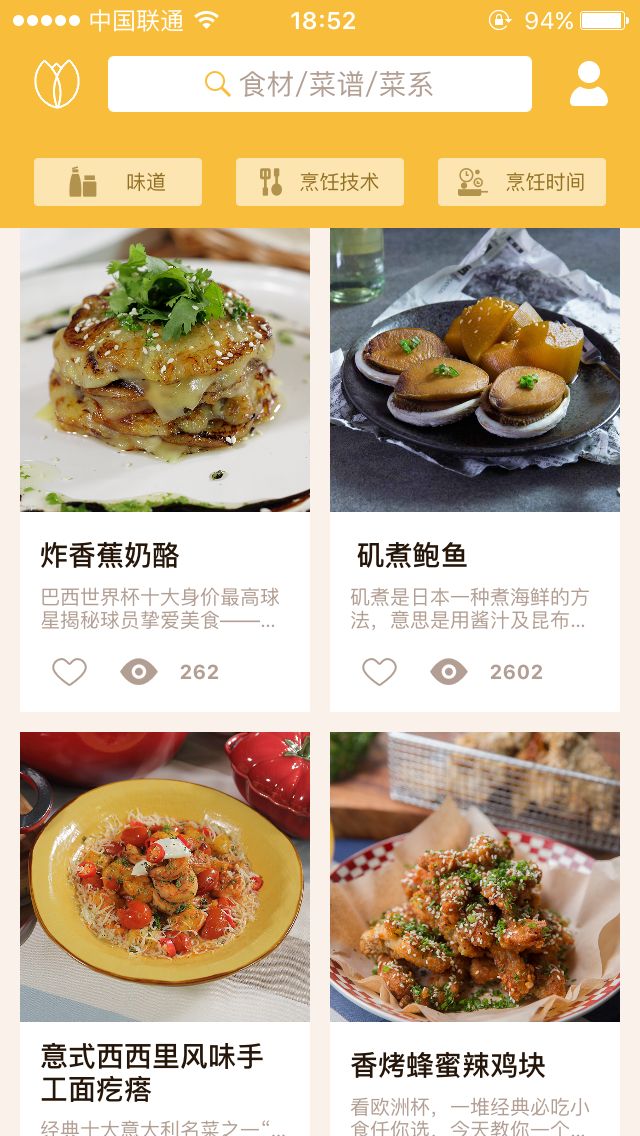 中国联通 18:52 94%
食材/菜谱/菜系
味道 烹饪技术 烹饪时间
炸香蕉奶酪
巴西世界杯十大身价最高球
星揭秘球员挚爱美食——...
262
矶煮鲍鱼
矶煮是日本一种煮海鲜的方
法，意思是用酱汁及昆布...
2602
意式西西里风味手
工面疙瘩
经典十大意大利名菜之一“...
香烤蜂蜜辣鸡块
看欧洲杯，一堆经典必吃小
食任你选，今天教你一个...